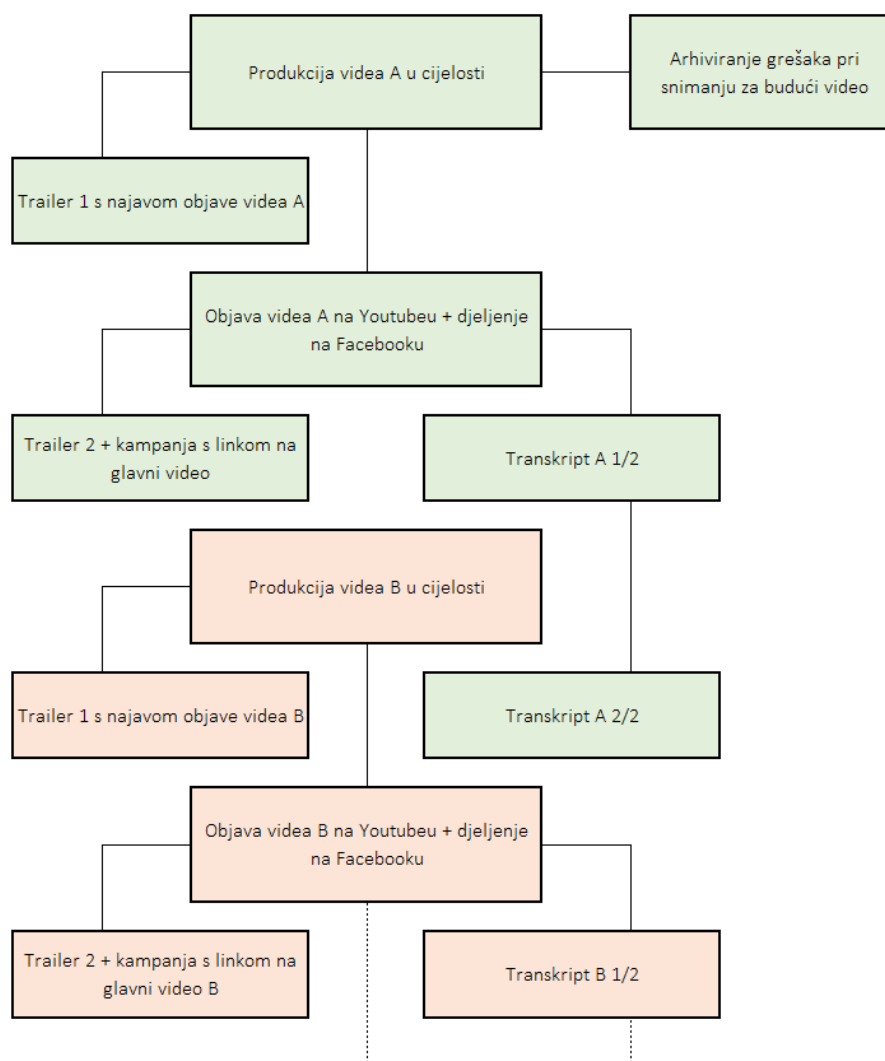 Produkcija videa A u cijelosti
Arhiviranje grešaka pri
snimanju za budući video
Trailer 1 s najavom objave videa A
Objava videa A na Youtubeu + djeljenje
na Facebooku
Trailer 2 + kampanja s linkom na
glavni video
Transkript A 1/2
Produkcija videa B u cijelosti
Trailer 1 s najavom objave videa B
Transkript A 2/2
Objava videa B na Youtubeu + djeljenje
na Facebooku
Trailer 2 + kampanja s linkom na
glavni video B
Transkript B 1/2